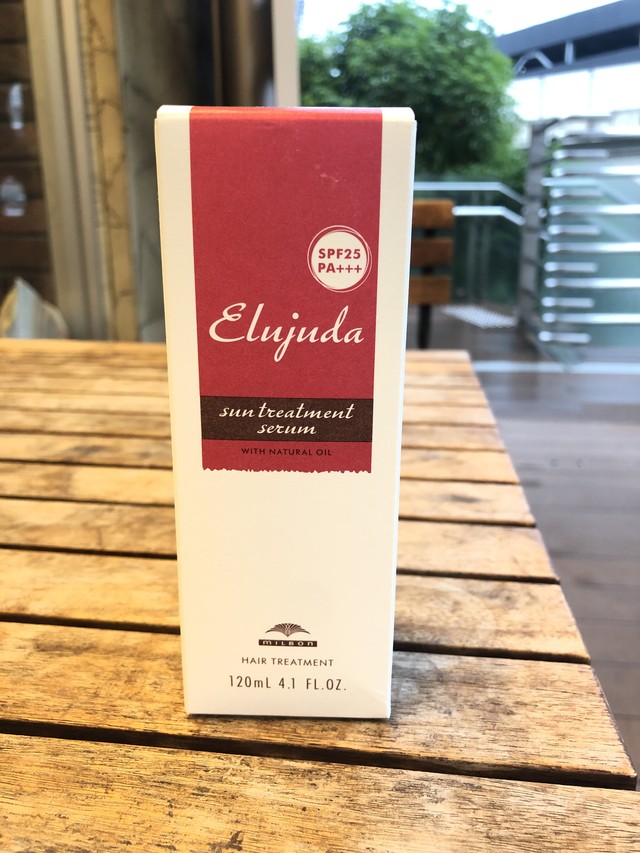 SPF25
PA+++
Elujuda
sun treatment
serum
WITH NATURAL OIL
MILBON
HAIR TREATMENT
120mL 4.1 FL.OZ.